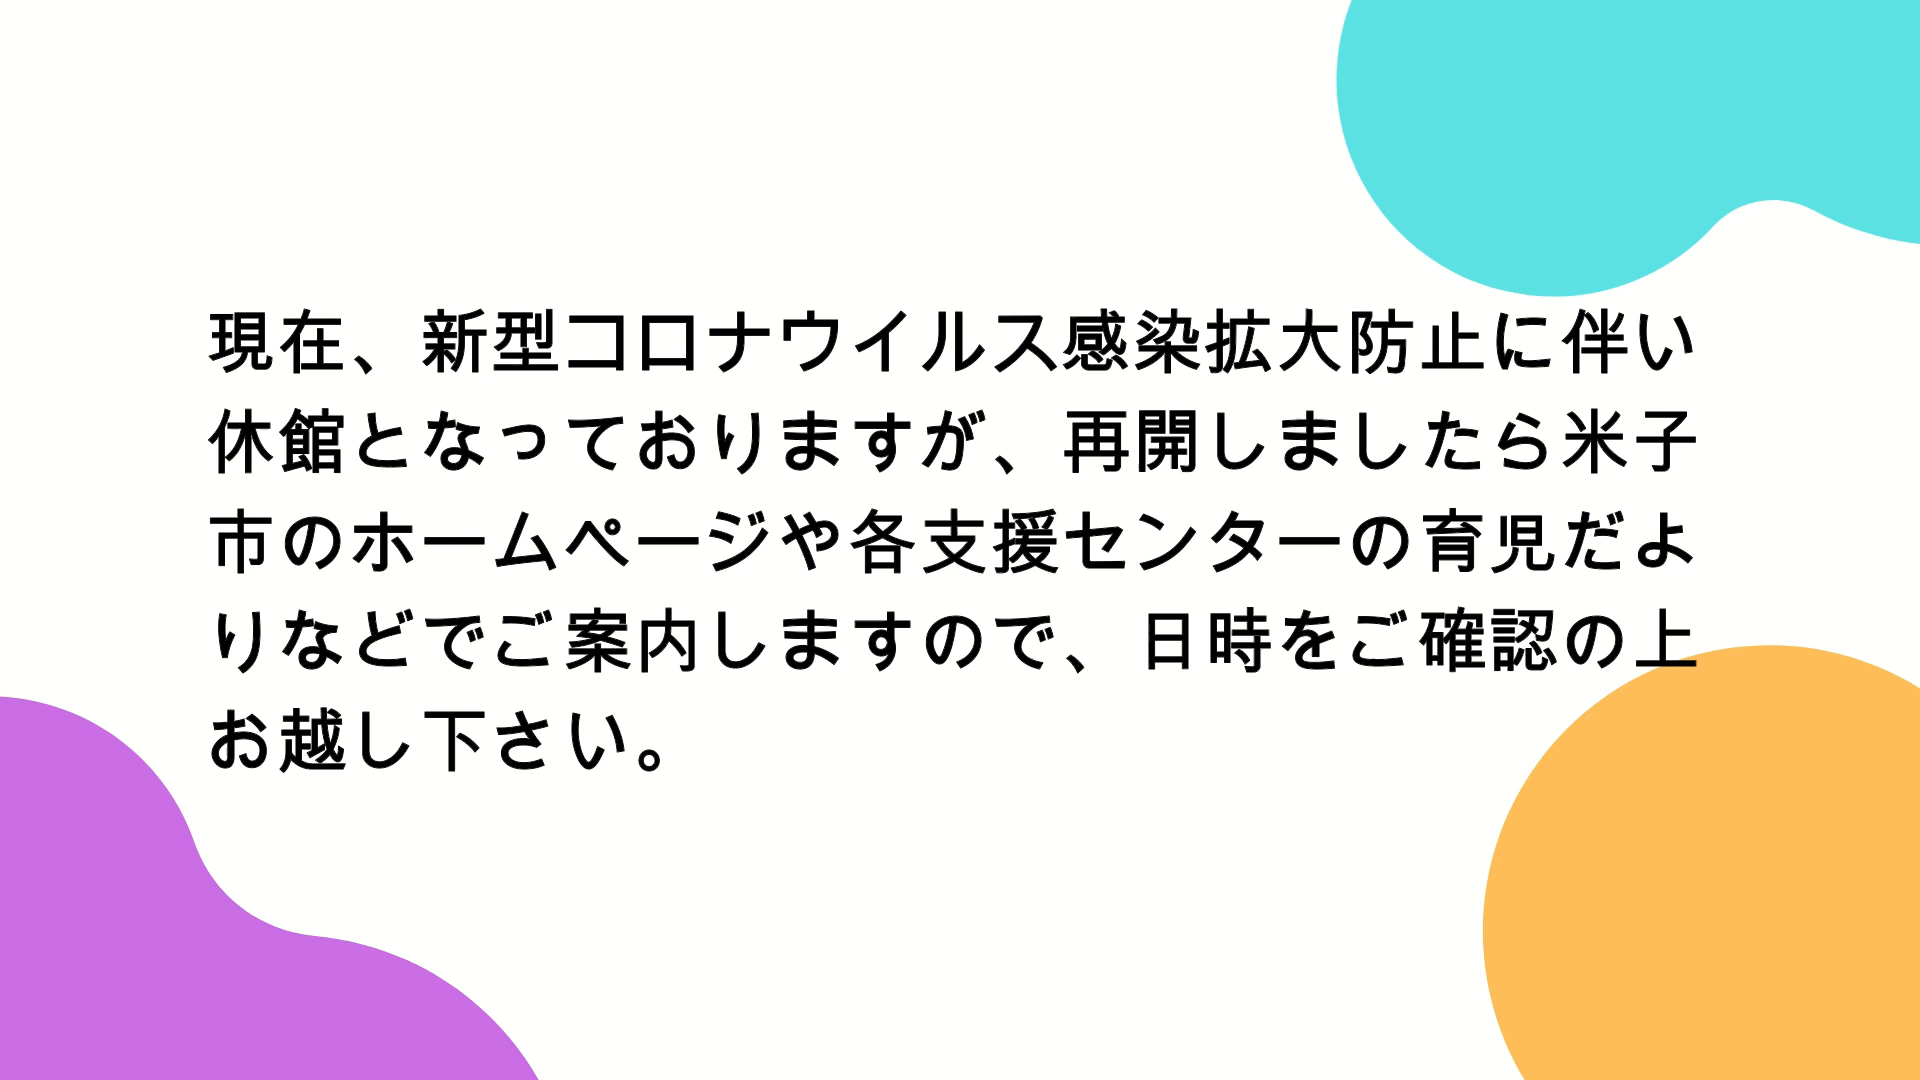 現在、新型コロナウイルス感染拡大防止に伴い
休館となっておりますが、再開しましたら米子
市のホームページや各支援センターの育児だよ
りなどでご案内しますので、日時をご確認の上
お越し下さい。